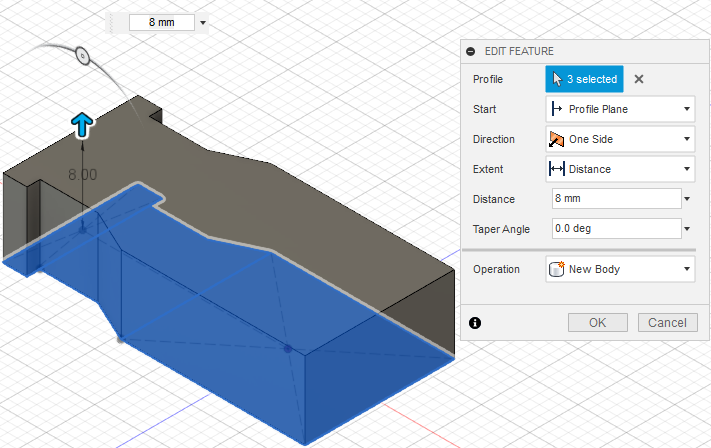 8 mm
EDIT FEATURE
Profile 3 selected
Start Profile Plane
8.00
Direction One Side
Extent Distance
Distance 8 mm
Taper Angle 0.0 deg
Operation New Body
OK Cancel